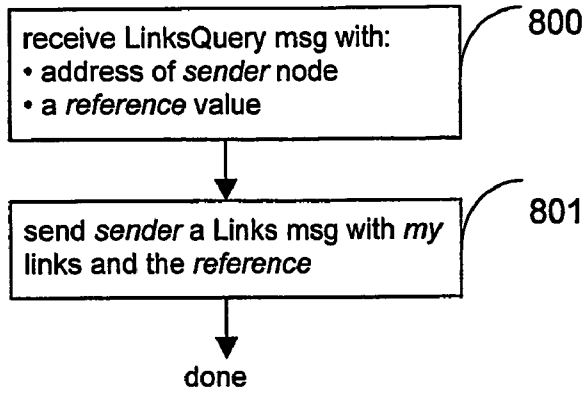 receive LinksQuery msg with:
• address of sender node
• a reference value
800
send sender a Links msg with my
links and the reference
801
done